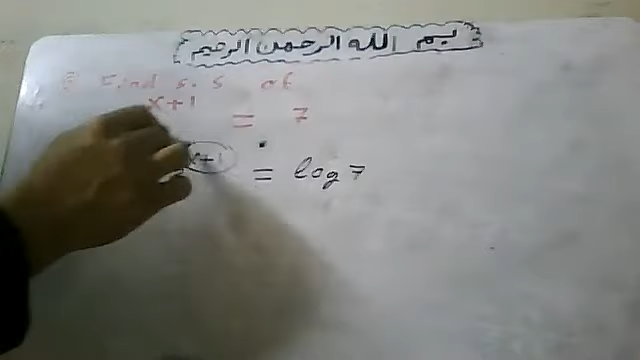 بسم الله الرحمن الرحيم
Find s.s of
x+1 = 7
x+1 = log 7